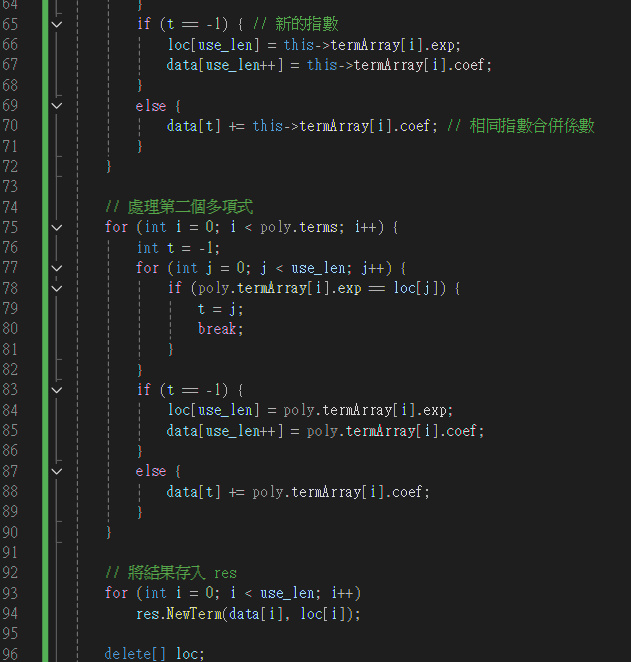 64 }
65 if (t == -1) { // 新的指數
66 loc[use_len] = this->termArray[i].exp;
67 data[use_len++] = this->termArray[i].coef;
68 }
69 else {
70 data[t] += this->termArray[i].coef; // 相同指數合併係數
71 }
72 }
73
74 // 處理第二個多項式
75 for (int i = 0; i < poly.terms; i++) {
76 int t = -1;
77 for (int j = 0; j < use_len; j++) {
78 if (poly.termArray[i].exp == loc[j]) {
79 t = j;
80 break;
81 }
82 }
83 if (t == -1) {
84 loc[use_len] = poly.termArray[i].exp;
85 data[use_len++] = poly.termArray[i].coef;
86 }
87 else {
88 data[t] += poly.termArray[i].coef;
89 }
90 }
91
92 // 將結果存入 res
93 for (int i = 0; i < use_len; i++)
94 res.NewTerm(data[i], loc[i]);
95
96 delete[] loc;